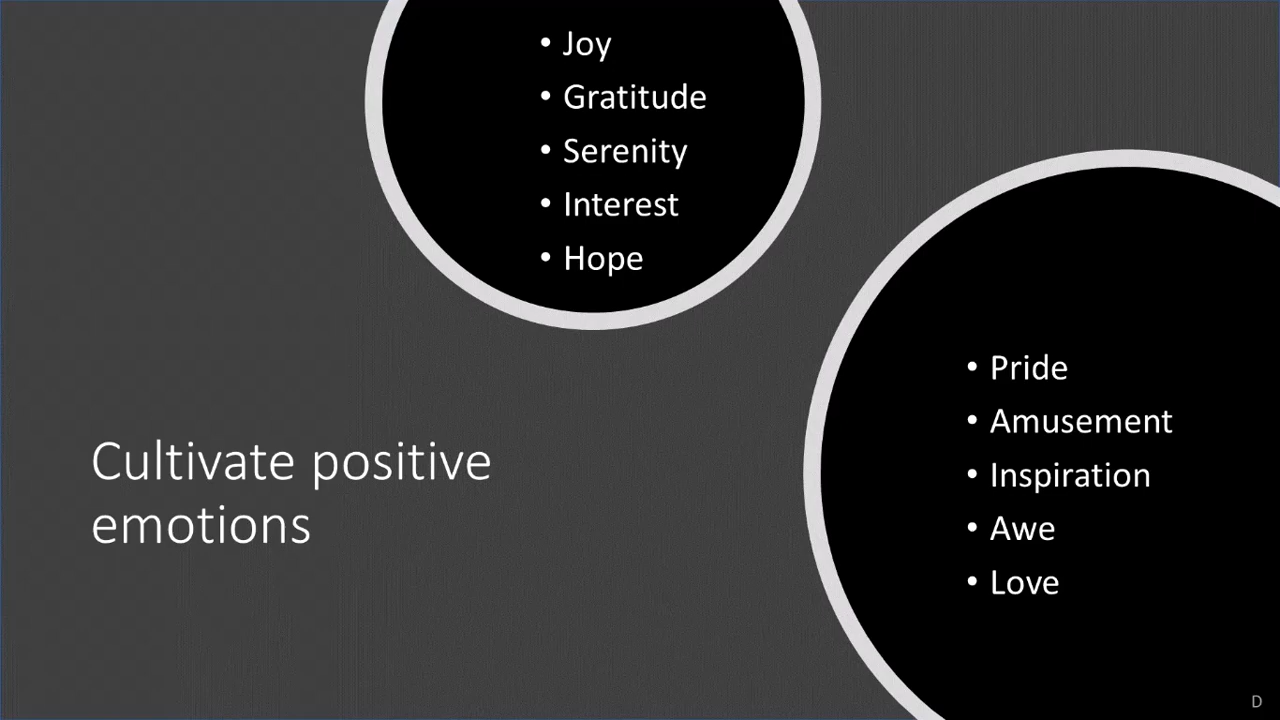 • Joy
• Gratitude
• Serenity
• Interest
• Hope
• Pride
• Amusement
• Inspiration
• Awe
• Love
Cultivate positive
emotions
D